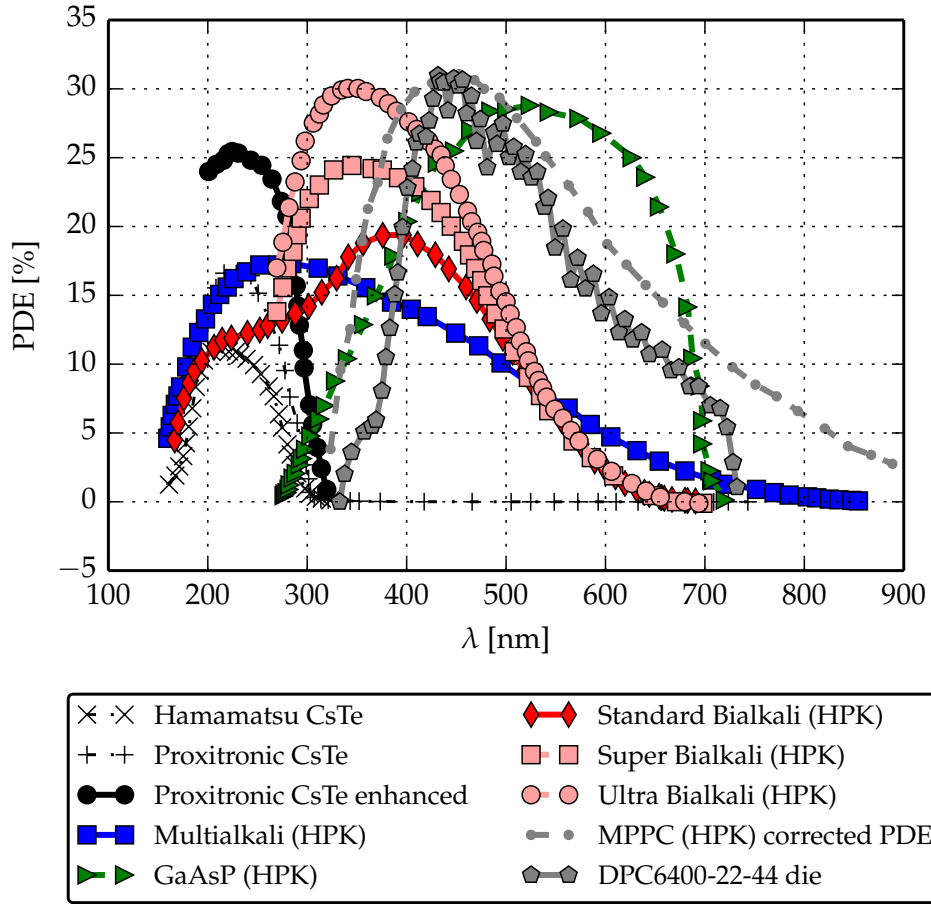 35
30
25
20
15
10
5
0
−5
PDE [%]
100 200 300 400 500 600 700 800 900
λ [nm]
Hamamatsu CsTe
Proxitronic CsTe
Proxitronic CsTe enhanced
Multialkali (HPK)
GaAsP (HPK)
Standard Bialkali (HPK)
Super Bialkali (HPK)
Ultra Bialkali (HPK)
MPPC (HPK) corrected PDE
DPC6400-22-44 die